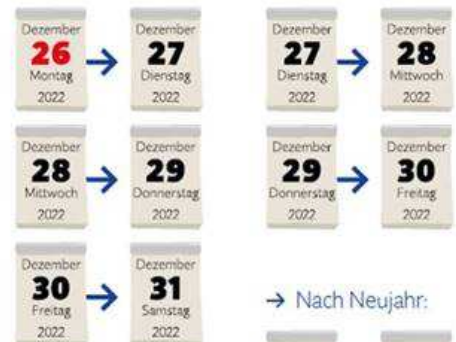 Dezember
26
Montag
2022
→
Dezember
27
Dienstag
2022
Dezember
27
Dienstag
2022
→
Dezember
28
Mittwoch
2022
Dezember
28
Mittwoch
2022
→
Dezember
29
Donnerstag
2022
Dezember
29
Donnerstag
2022
→
Dezember
30
Freitag
2022
Dezember
30
Freitag
2022
→
Dezember
31
Samstag
2022
→ Nach Neujahr: